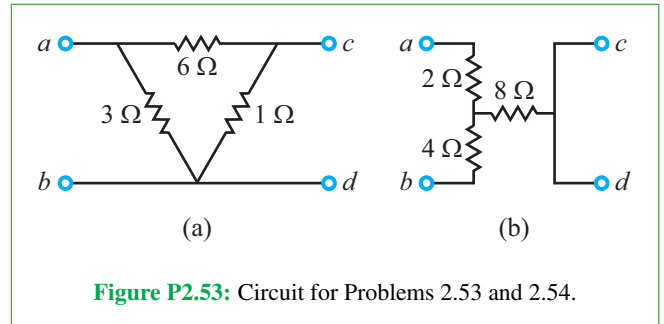 a c
6 Ω
3 Ω 1 Ω
b d
(a)
a c
2 Ω 8 Ω
4 Ω
b d
(b)
Figure P2.53: Circuit for Problems 2.53 and 2.54.